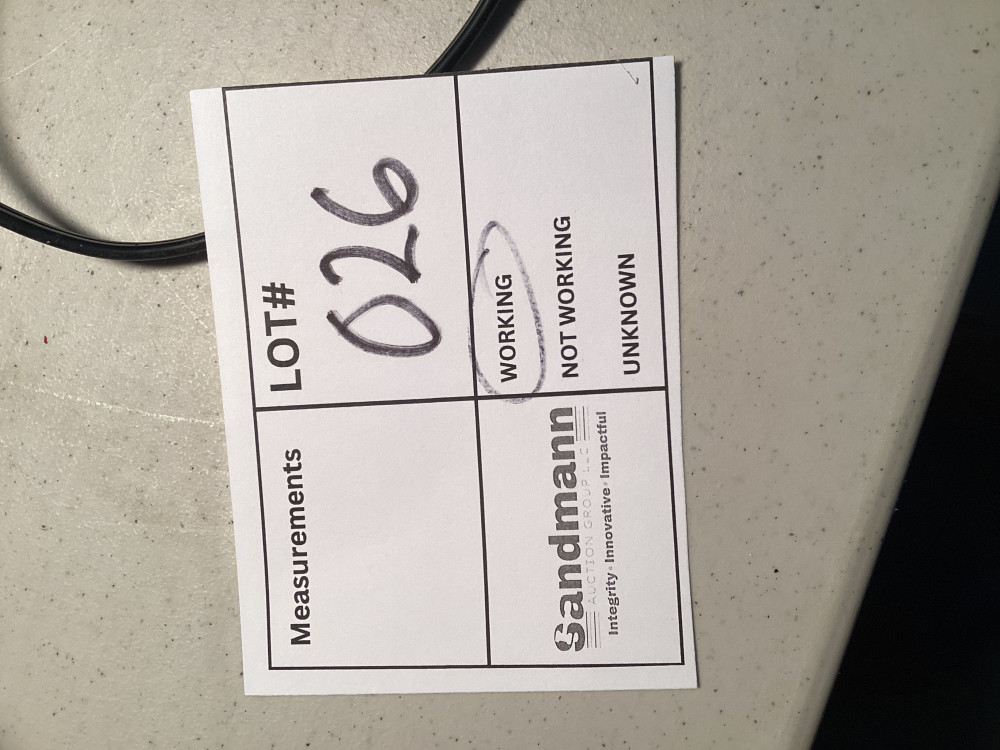 Measurements
LOT#
026
Sandmann
AUCTION GROUP LLC
Integrity • Innovative • Impactful
WORKING
NOT WORKING
UNKNOWN